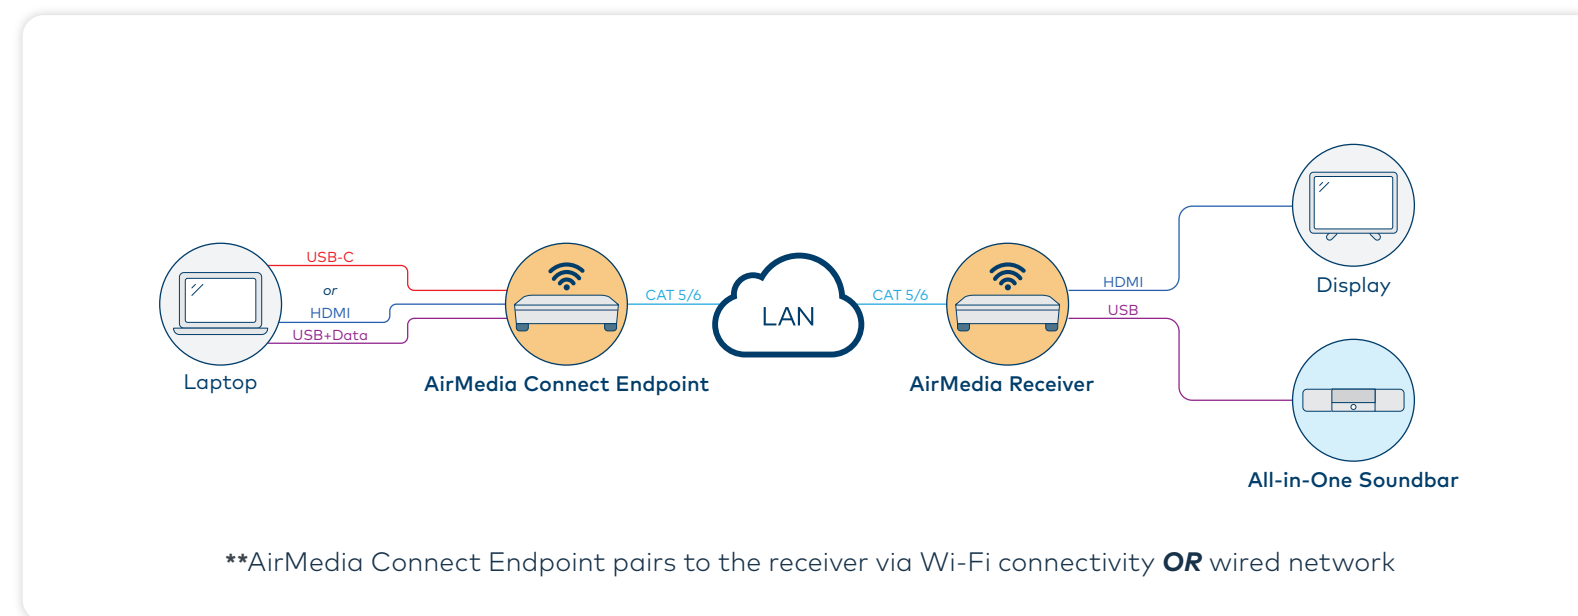 USB-C
or
HDMI
USB+Data
Laptop
AirMedia Connect Endpoint
CAT 5/6
LAN
CAT 5/6
AirMedia Receiver
HDMI
USB
Display
All-in-One Soundbar
**AirMedia Connect Endpoint pairs to the receiver via Wi-Fi connectivity OR wired network